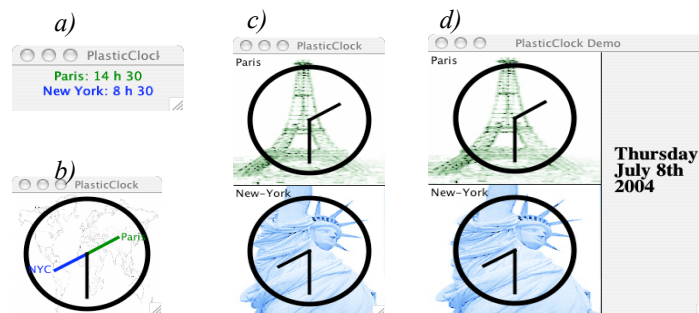 a)
PlasticClock
Paris: 14 h 30
New York: 8 h 30
b)
PlasticClock
Paris
NYC
c)
PlasticClock
Paris
New-York
d)
PlasticClock Demo
Paris
New-York
Thursday
July 8th
2004